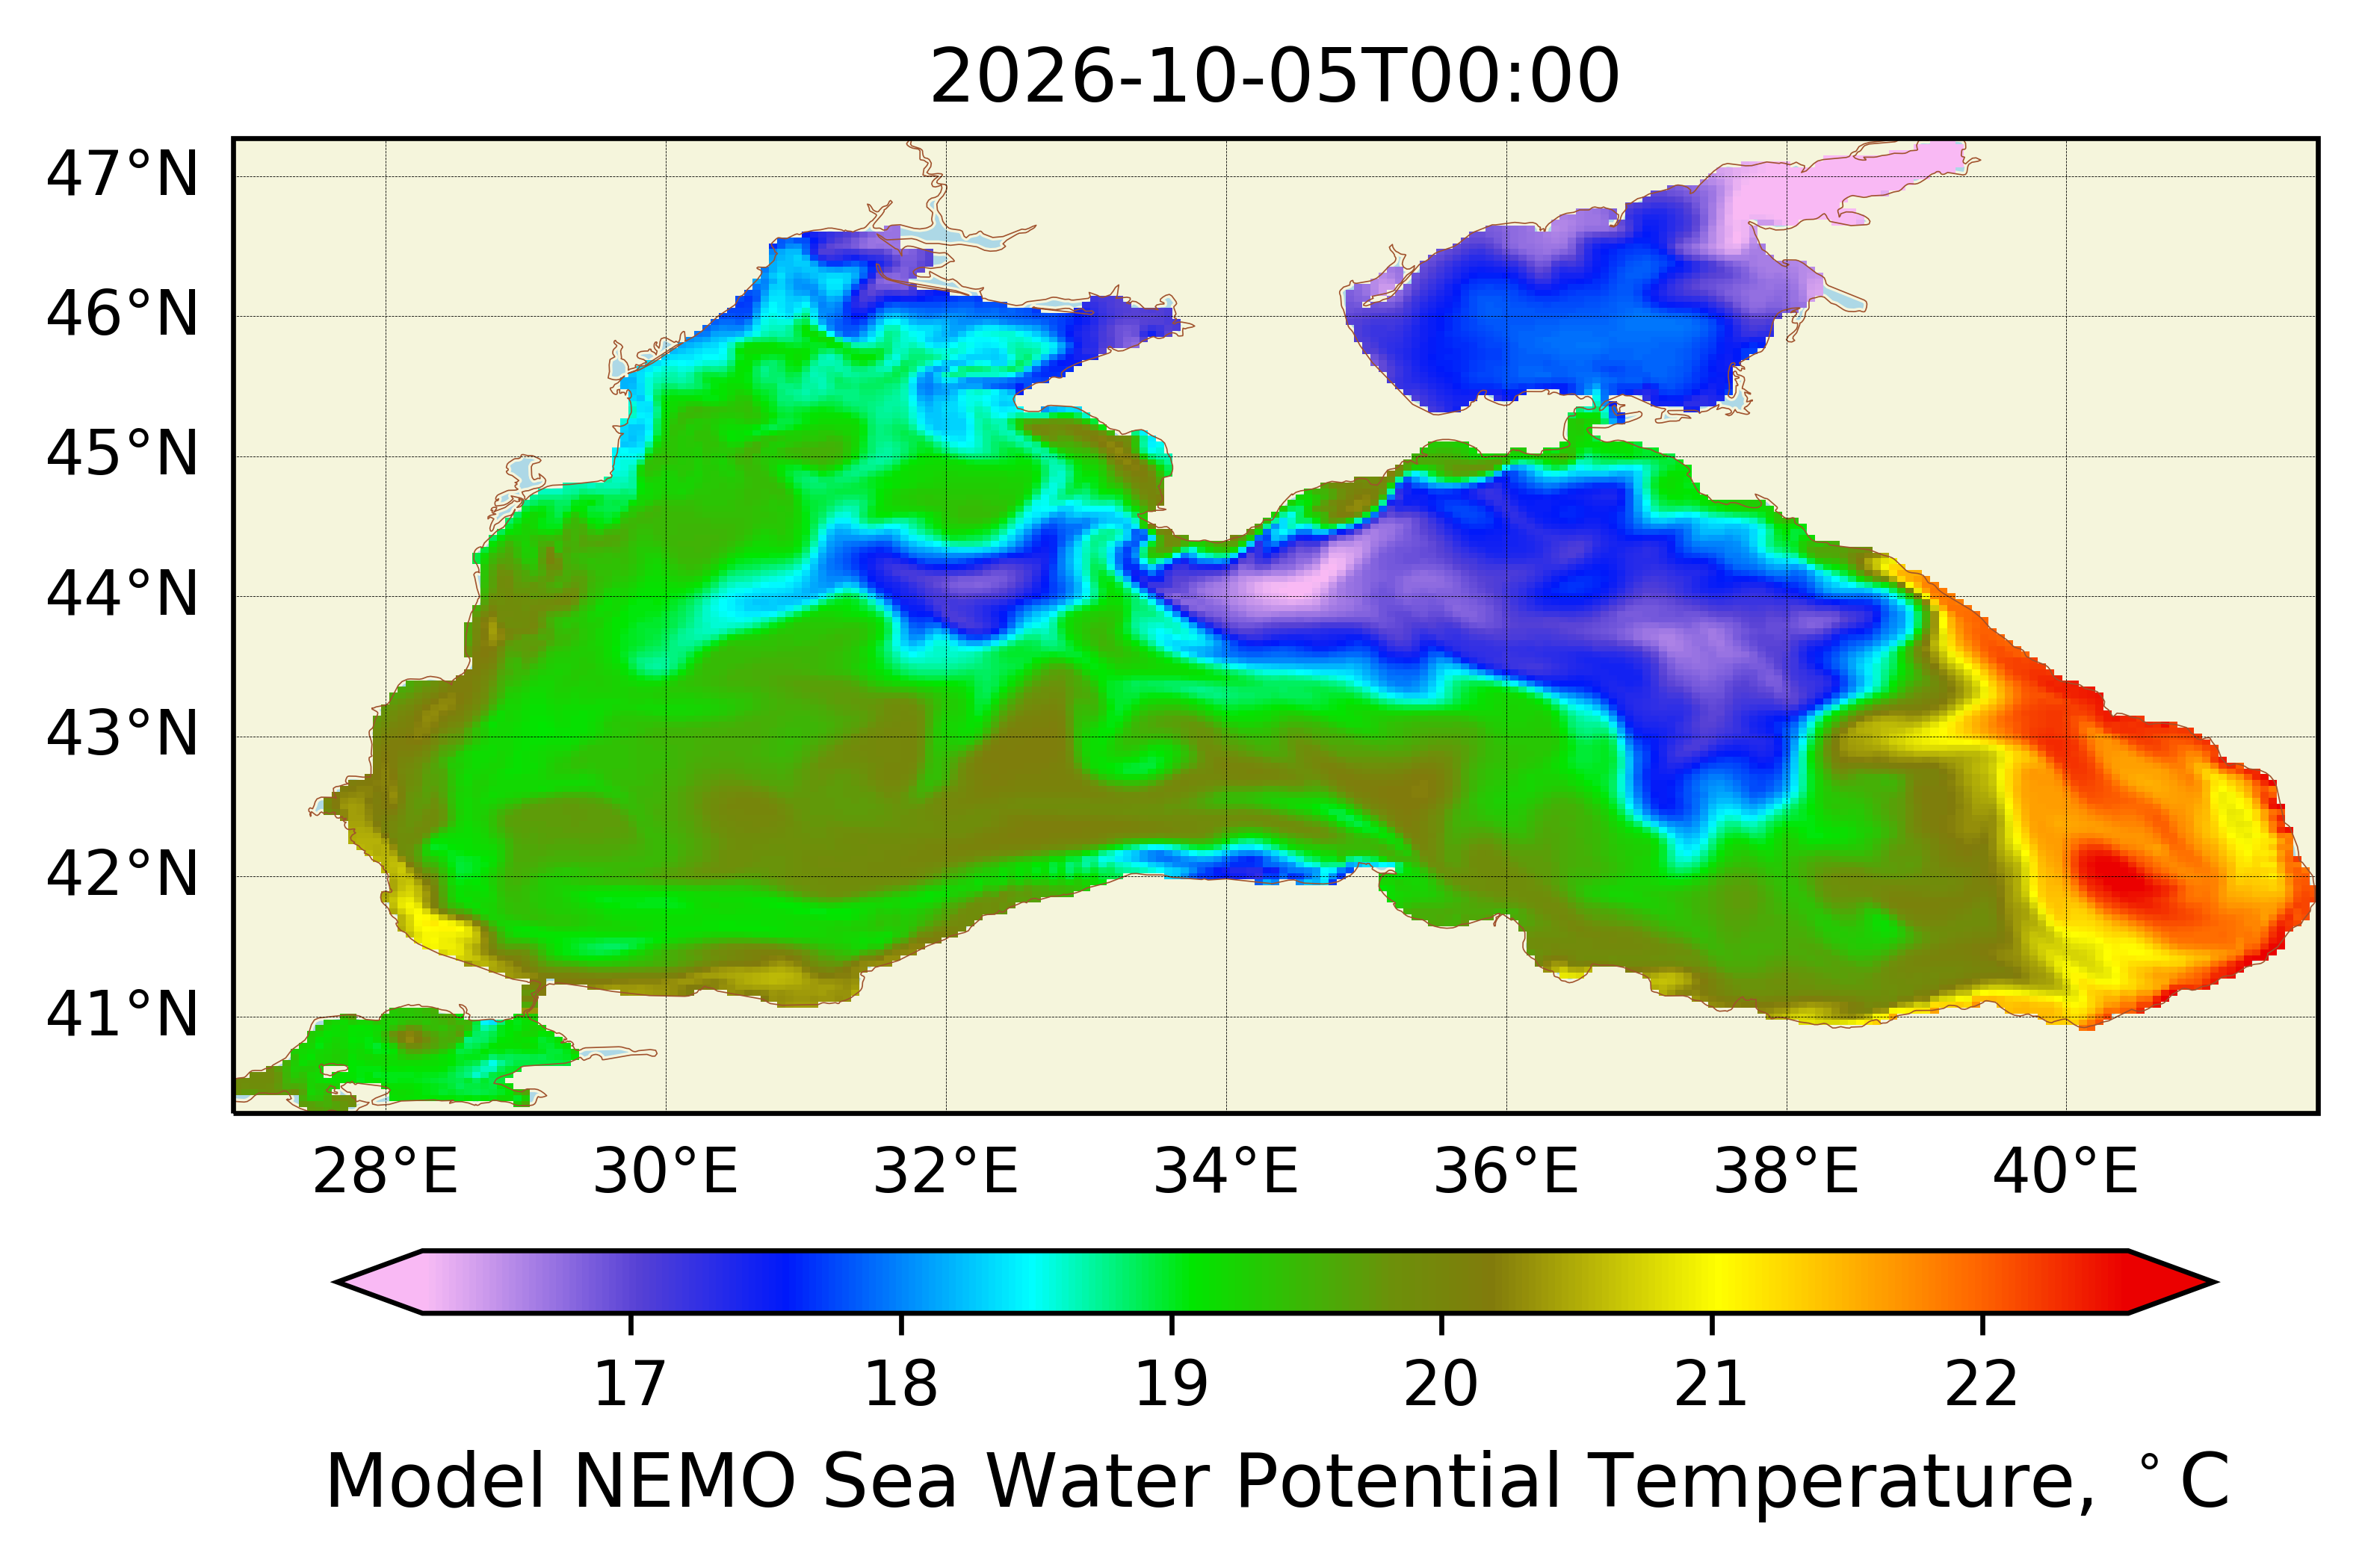 2026-10-05T00:00
47°N
46°N
45°N
44°N
43°N
42°N
41°N
28°E 30°E 32°E 34°E 36°E 38°E 40°E
17 18 19 20 21 22
Model NEMO Sea Water Potential Temperature, °C